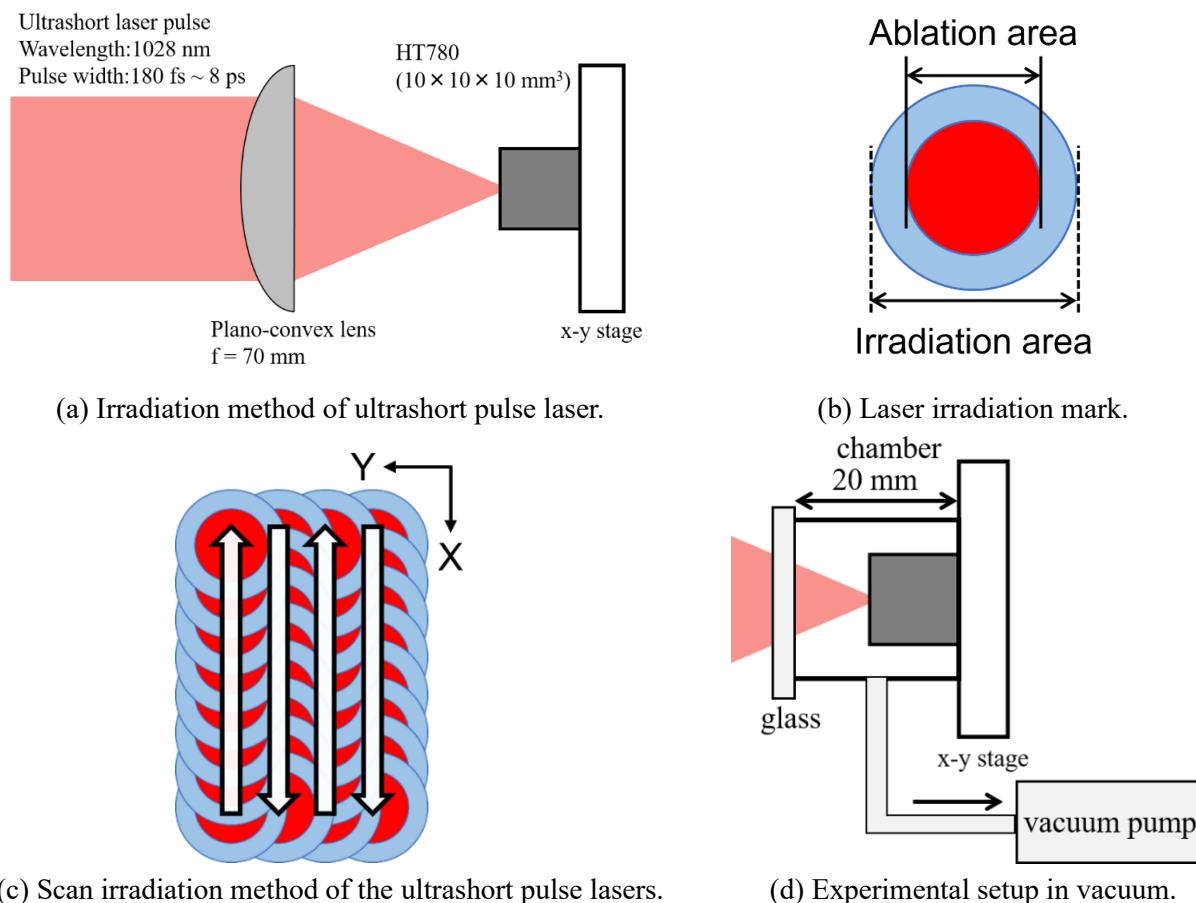 Ultrashort laser pulse
Wavelength:1028 nm
Pulse width:180 fs ~ 8 ps
HT780
(10×10×10 mm³)
Plano-convex lens
f = 70 mm
x-y stage
(a) Irradiation method of ultrashort pulse laser.
Ablation area
Irradiation area
(b) Laser irradiation mark.
Y
X
(c) Scan irradiation method of the ultrashort pulse lasers.
chamber
20 mm
glass
x-y stage
vacuum pump
(d) Experimental setup in vacuum.